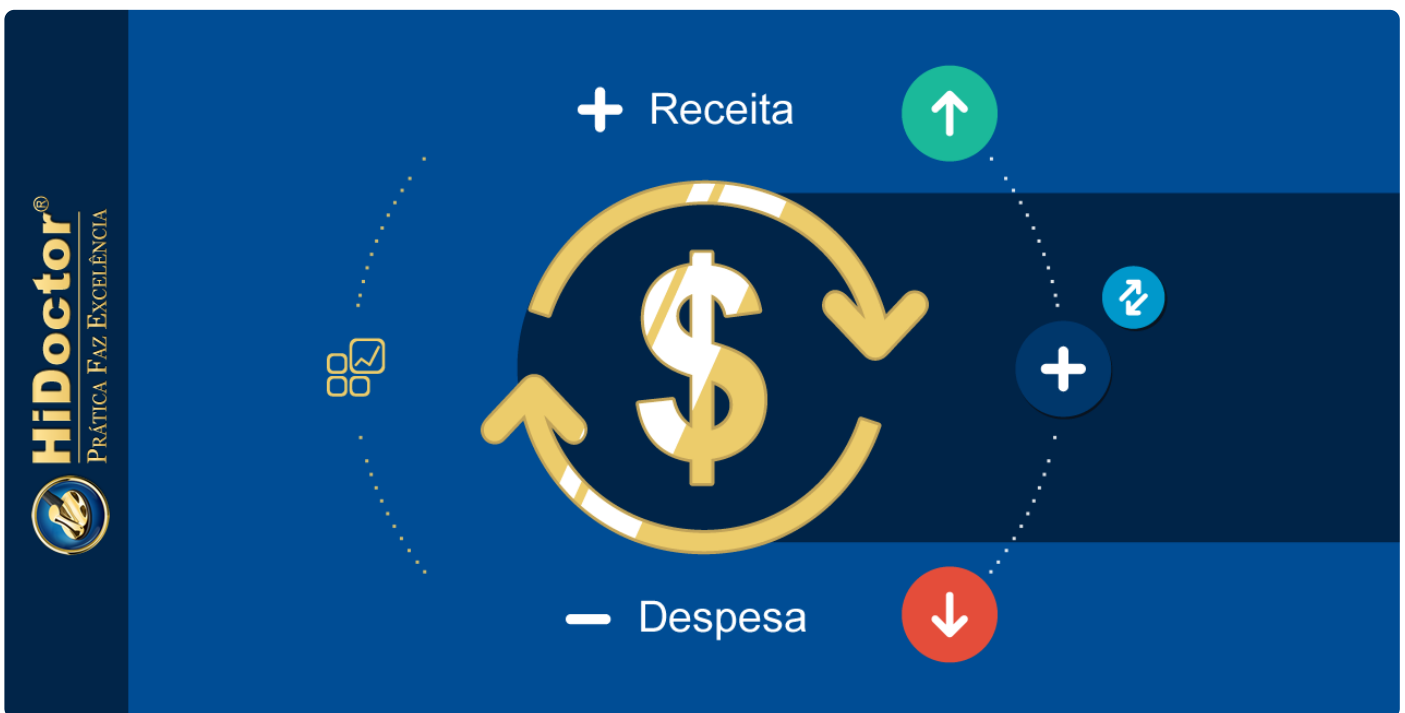 HiDoctor®
PRÁTICA FAZ EXCELÊNCIA
+ Receita
$
− Despesa